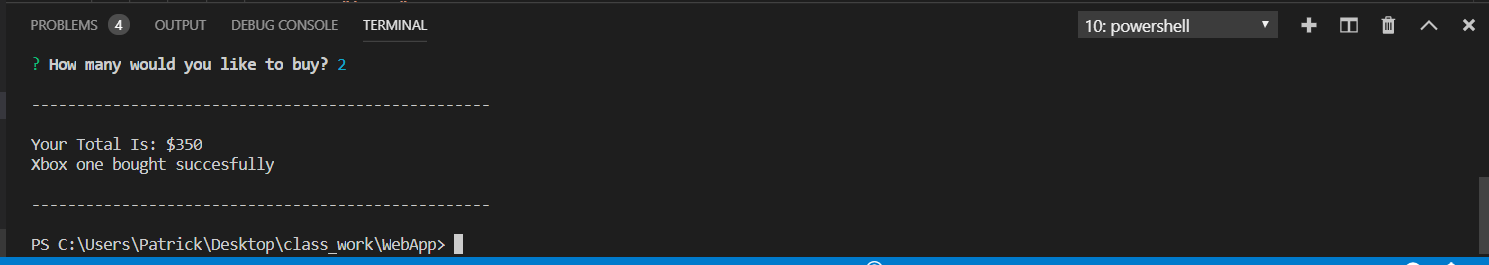 PROBLEMS 4 OUTPUT DEBUG CONSOLE TERMINAL 10: powershell
? How many would you like to buy? 2
--------------------------------------------------
Your Total Is: $350
Xbox one bought succesfully
--------------------------------------------------
PS C:\Users\Patrick\Desktop\class_work\WebApp>